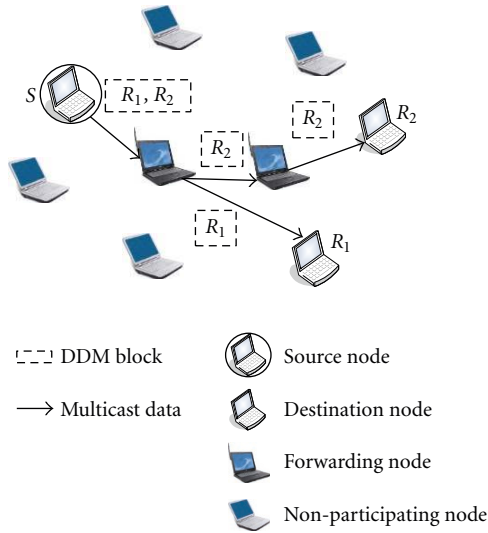 S
R1, R2
R2
R2
R2
R1
R1
DDM block
Multicast data
Source node
Destination node
Forwarding node
Non-participating node